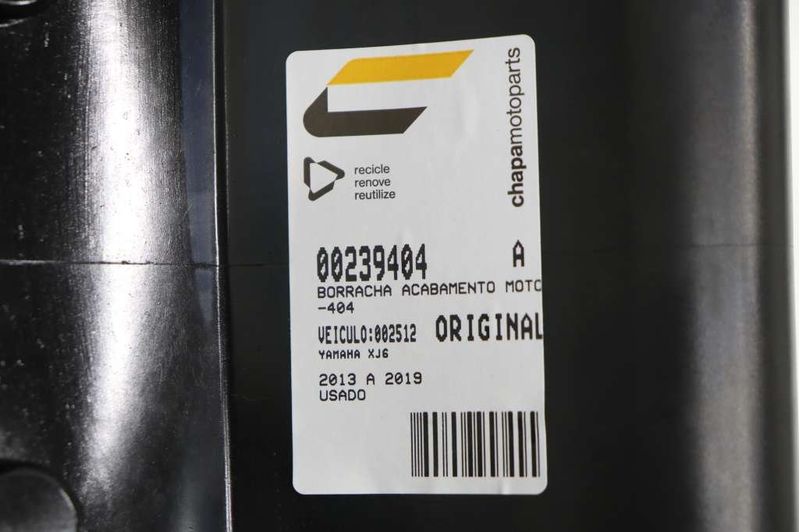 chapamotoparts
recicle
renove
reutilize
00239404 A
BORRACHA ACABAMENTO MOTO
-404
VEICULO:002512 ORIGINAL
YAMAHA XJ6
2013 A 2019
USADO